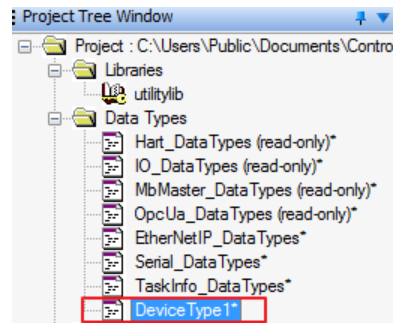 Project Tree Window
Project : C:\Users\Public\Documents\Contro
Libraries
utilitylib
Data Types
Hart_DataTypes (read-only)*
IO_DataTypes (read-only)*
MbMaster_DataTypes (read-only)*
OpcUa_DataTypes (read-only)*
EtherNetIP_DataTypes*
Serial_DataTypes*
TaskInfo_DataTypes*
DeviceType1*